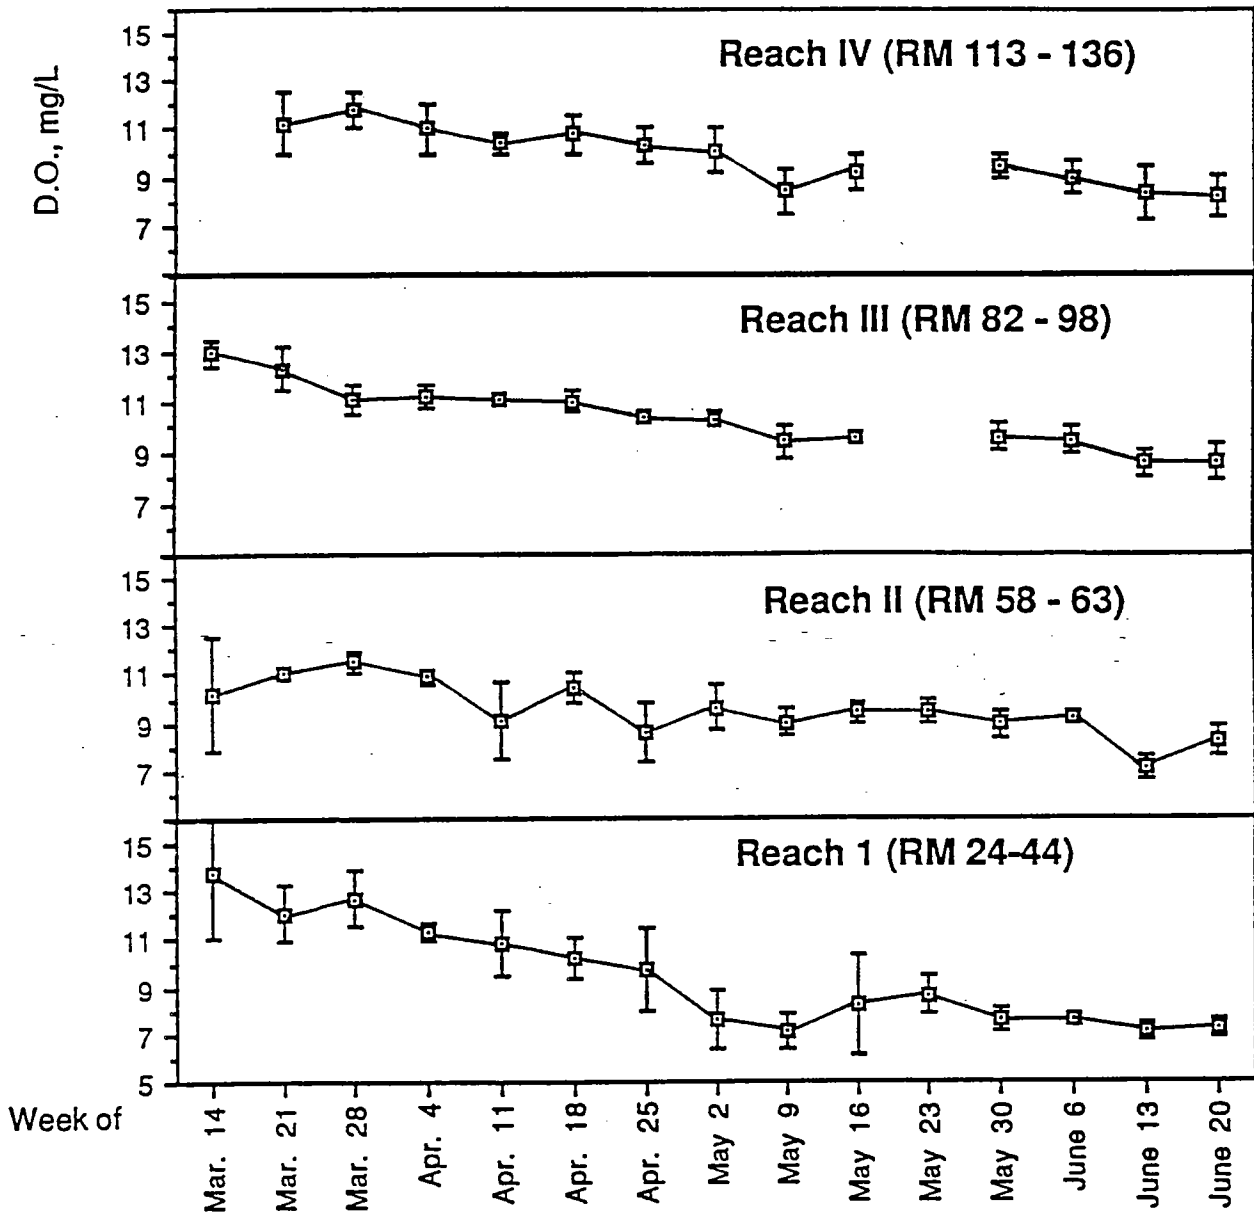 D.O., mg/L
15
13
11
9
7
Reach IV (RM 113 - 136)
15
13
11
9
7
Reach III (RM 82 - 98)
15
13
11
9
7
Reach II (RM 58 - 63)
15
13
11
9
7
5
Reach 1 (RM 24-44)
Week of
Mar. 14
Mar. 21
Mar. 28
Apr. 4
Apr. 11
Apr. 18
Apr. 25
May 2
May 9
May 16
May 23
May 30
June 6
June 13
June 20